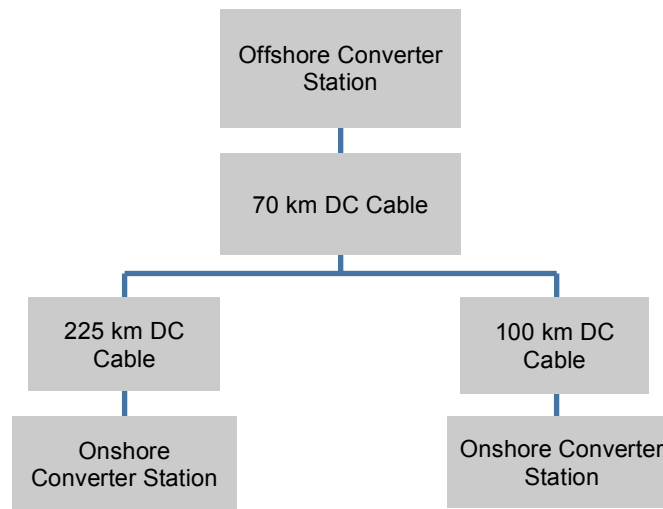 Offshore Converter
Station
70 km DC Cable
225 km DC
Cable
100 km DC
Cable
Onshore
Converter Station
Onshore Converter
Station